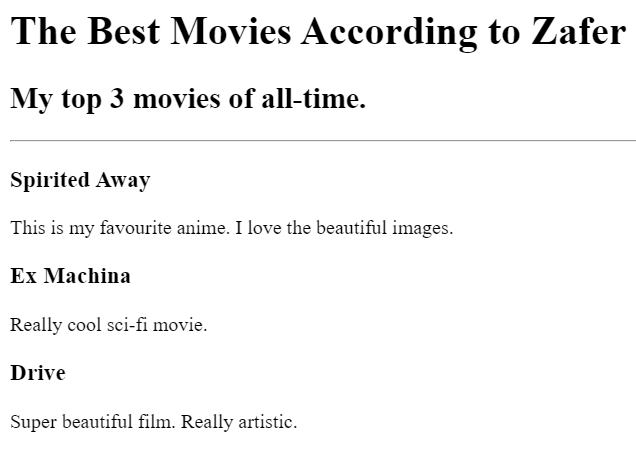 The Best Movies According to Zafer
My top 3 movies of all-time.
Spirited Away
This is my favourite anime. I love the beautiful images.
Ex Machina
Really cool sci-fi movie.
Drive
Super beautiful film. Really artistic.